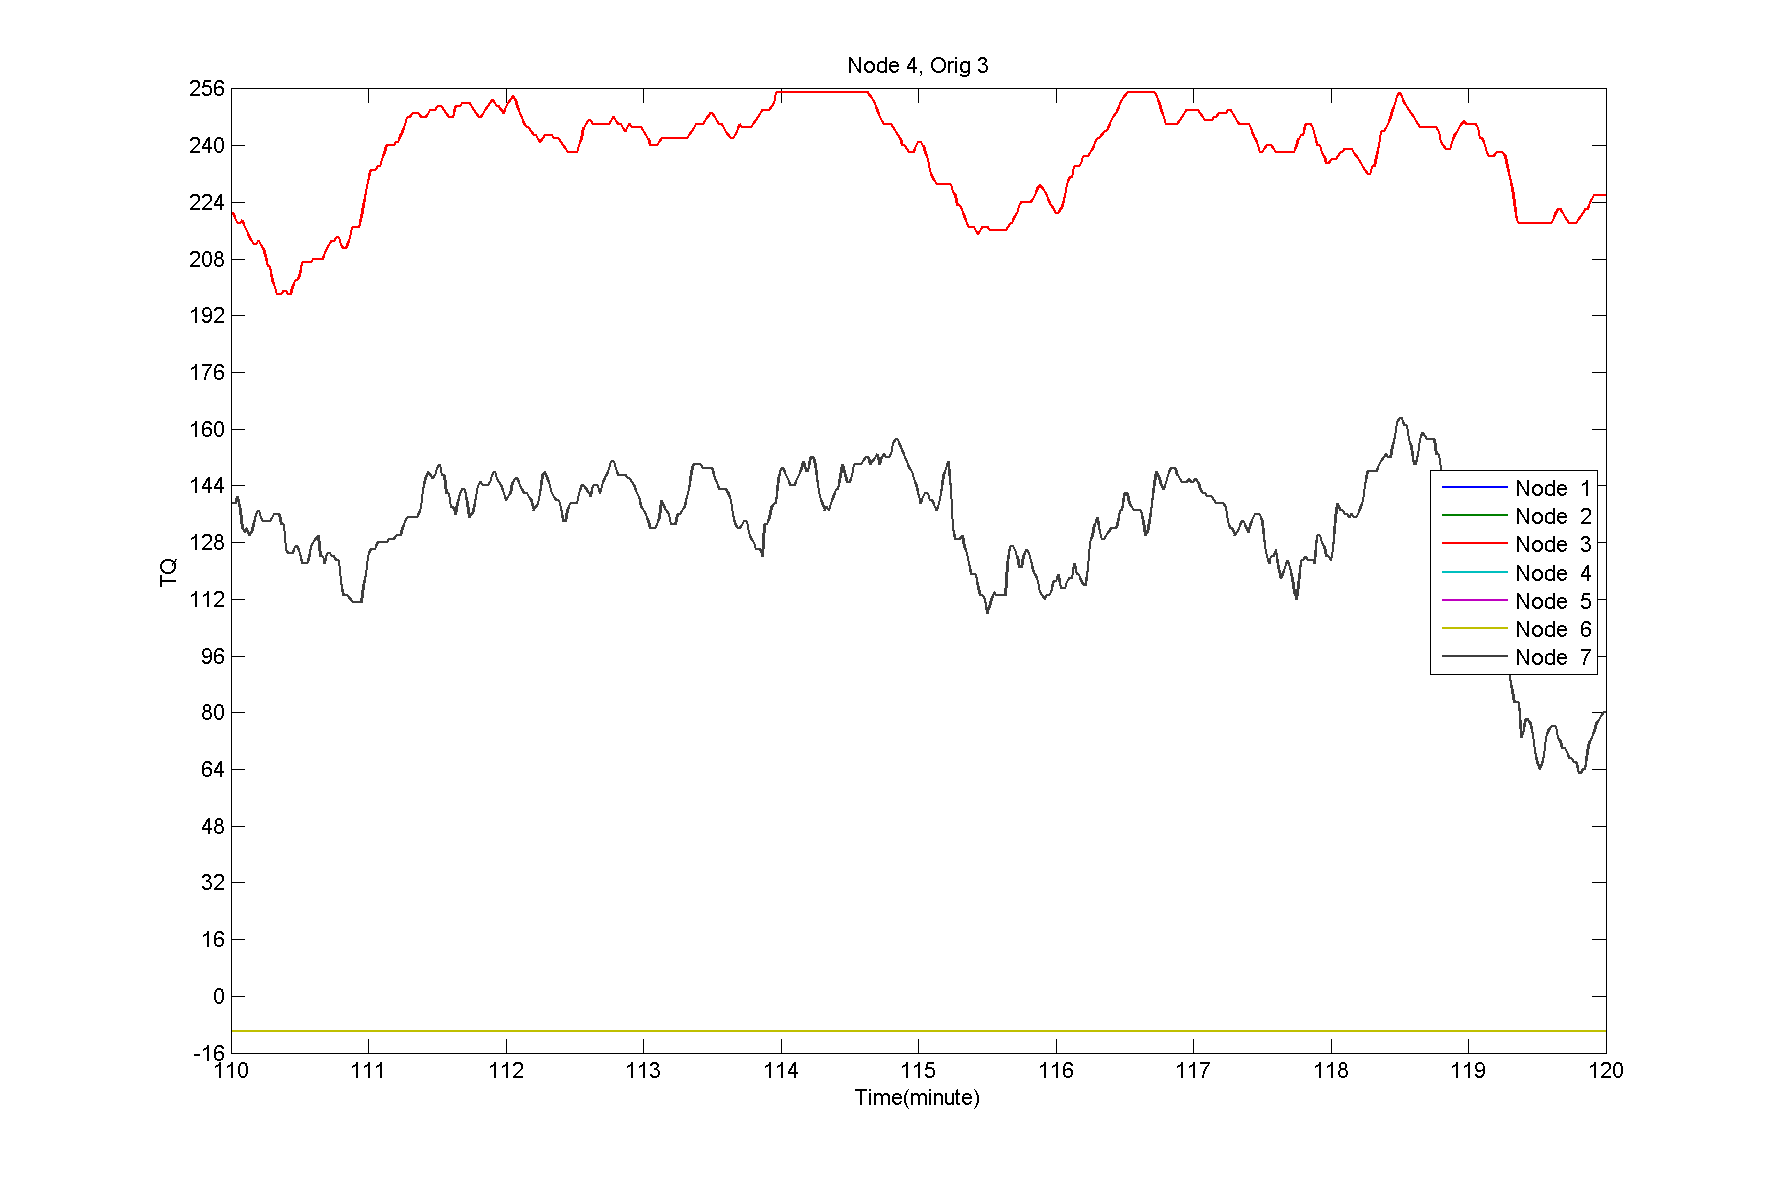 Node 4, Orig 3
256
240
224
208
192
176
160
144
128
112
96
80
64
48
32
16
0
-16
TQ
Node 1
Node 2
Node 3
Node 4
Node 5
Node 6
Node 7
110 111 112 113 114 115 116 117 118 119 120
Time(minute)